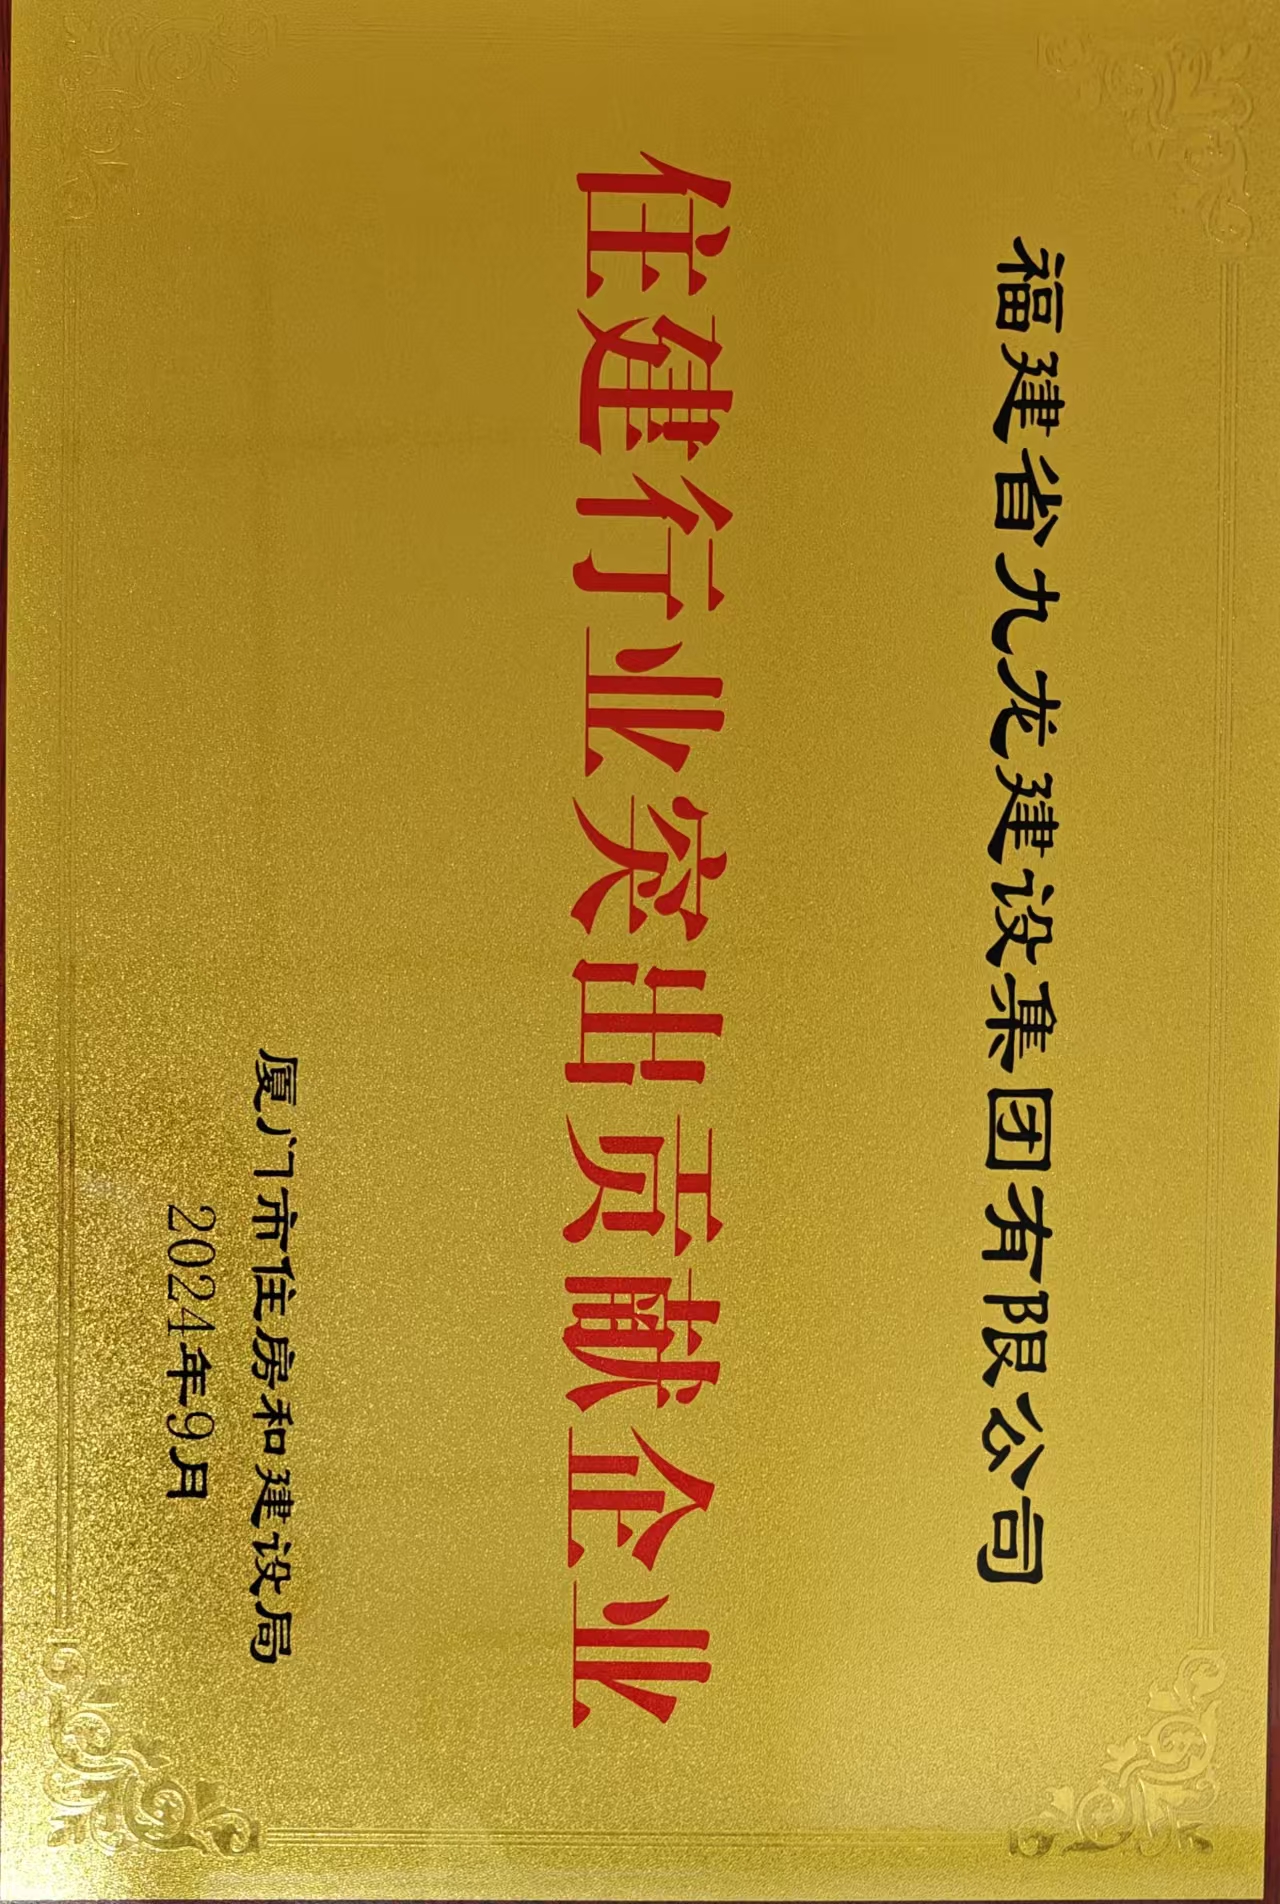 福建省九龙建设集团有限公司
住建行业突出贡献企业
厦门市住房和建设局
2024年9月